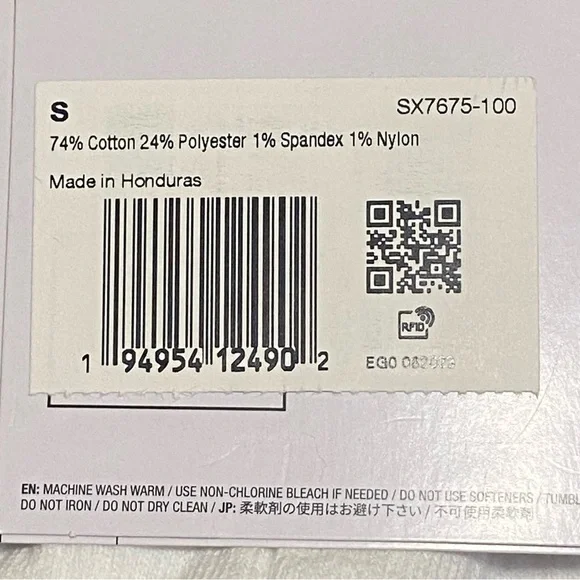 S
SX7675-100
74% Cotton 24% Polyester 1% Spandex 1% Nylon
Made in Honduras
RFID
1 94954 12490 2
EG0
EN: MACHINE WASH WARM / USE NON-CHLORINE BLEACH IF NEEDED / DO NOT USE SOFTENERS / TUMBL
DO NOT IRON / DO NOT DRY CLEAN / JP: 柔軟剤の使用はお避け下さい / 不可使用柔軟剤